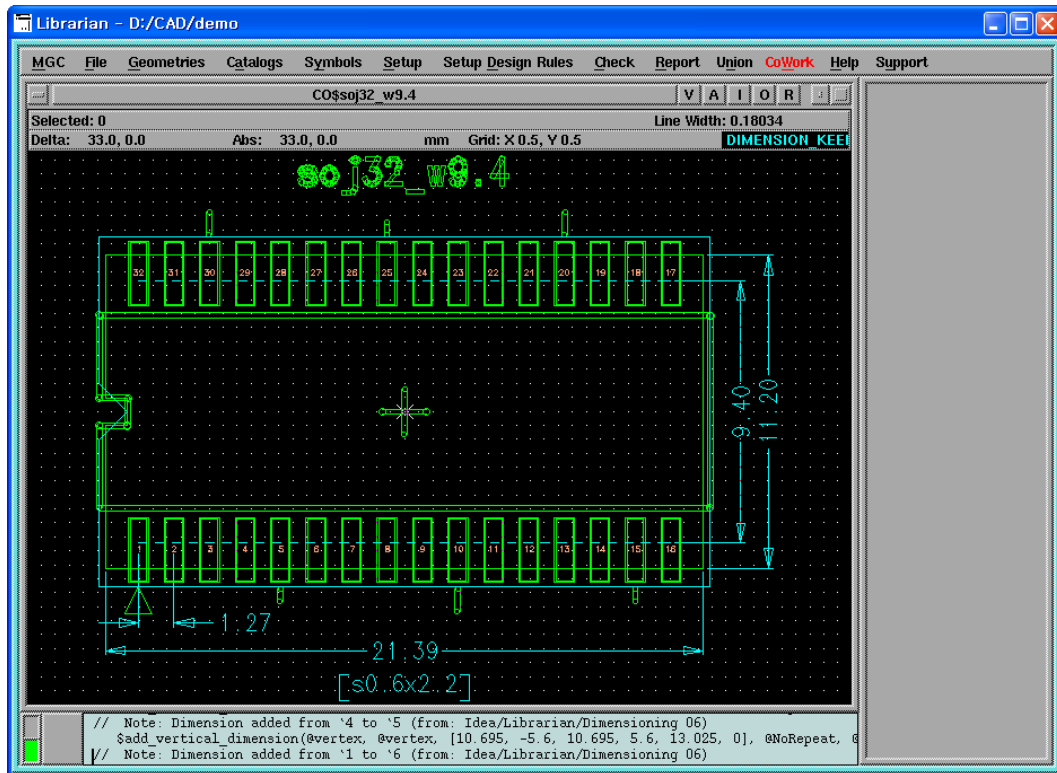 Librarian - D:/CAD/demo
MGC File Geometries Catalogs Symbols Setup Setup Design Rules Check Report Union CoWork Help Support
CO$soj32_w9.4 V A I O R
Selected: 0 Line Width: 0.18034
Delta: 33.0, 0.0 Abs: 33.0, 0.0 mm Grid: X 0.5, Y 0.5 DIMENSION_KEE
soj32_w9.4
32 31 30 29 28 27 26 25 24 23 22 21 20 19 18 17
9.40
11.20
1 2 3 4 5 6 7 8 9 10 11 12 13 14 15 16
1.27
21.39
[s0.6x2.2]
// Note: Dimension added from `4 to `5 (from: Idea/Librarian/Dimensioning 06)
$add_vertical_dimension(@vertex, @vertex, [10.695, -5.6, 10.695, 5.6, 13.025, 0], @NoRepeat,
// Note: Dimension added from `1 to `6 (from: Idea/Librarian/Dimensioning 06)